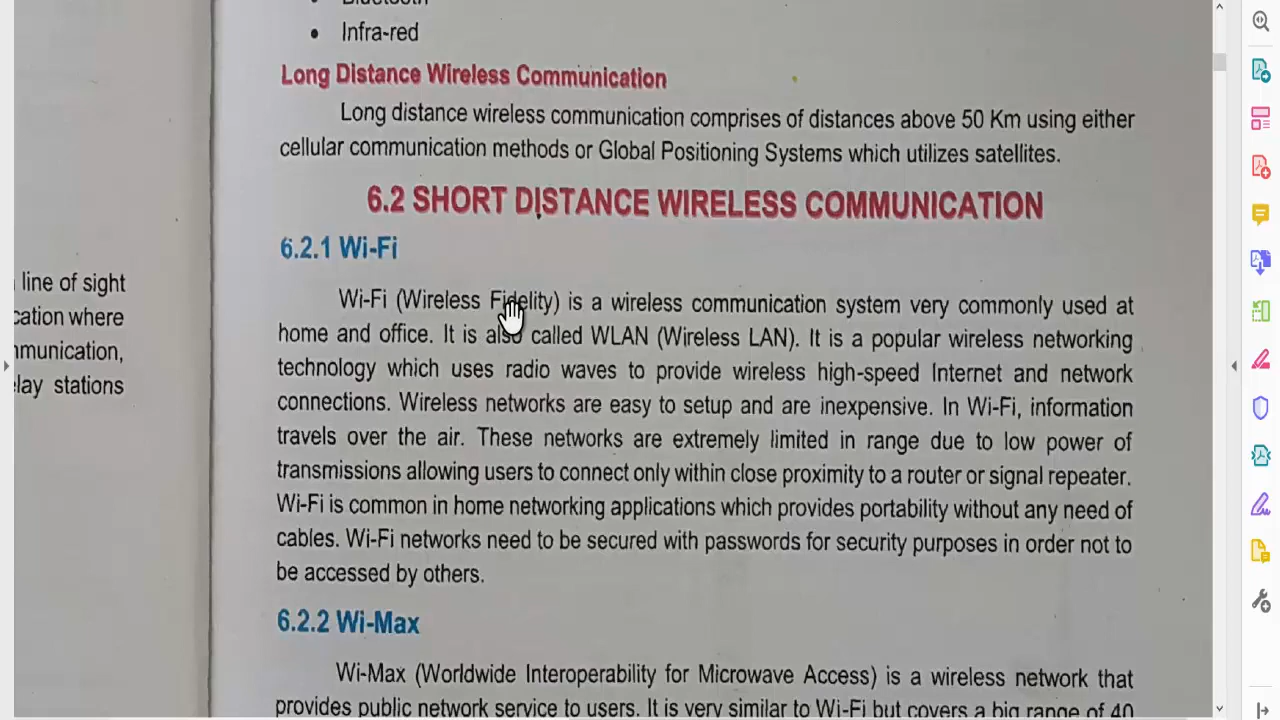 Bluetooth
• Infra-red
Long Distance Wireless Communication
Long distance wireless communication comprises of distances above 50 Km using either
cellular communication methods or Global Positioning Systems which utilizes satellites.
6.2 SHORT DISTANCE WIRELESS COMMUNICATION
6.2.1 Wi-Fi
line of sight
cation where
mmunication,
elay stations
Wi-Fi (Wireless Fidelity) is a wireless communication system very commonly used at
home and office. It is also called WLAN (Wireless LAN). It is a popular wireless networking
technology which uses radio waves to provide wireless high-speed Internet and network
connections. Wireless networks are easy to setup and are inexpensive. In Wi-Fi, information
travels over the air. These networks are extremely limited in range due to low power of
transmissions allowing users to connect only within close proximity to a router or signal repeater.
Wi-Fi is common in home networking applications which provides portability without any need of
cables. Wi-Fi networks need to be secured with passwords for security purposes in order not to
be accessed by others.
6.2.2 Wi-Max
Wi-Max (Worldwide Interoperability for Microwave Access) is a wireless network that
provides public network service to users. It is very similar to Wi-Fi but covers a big range of 40